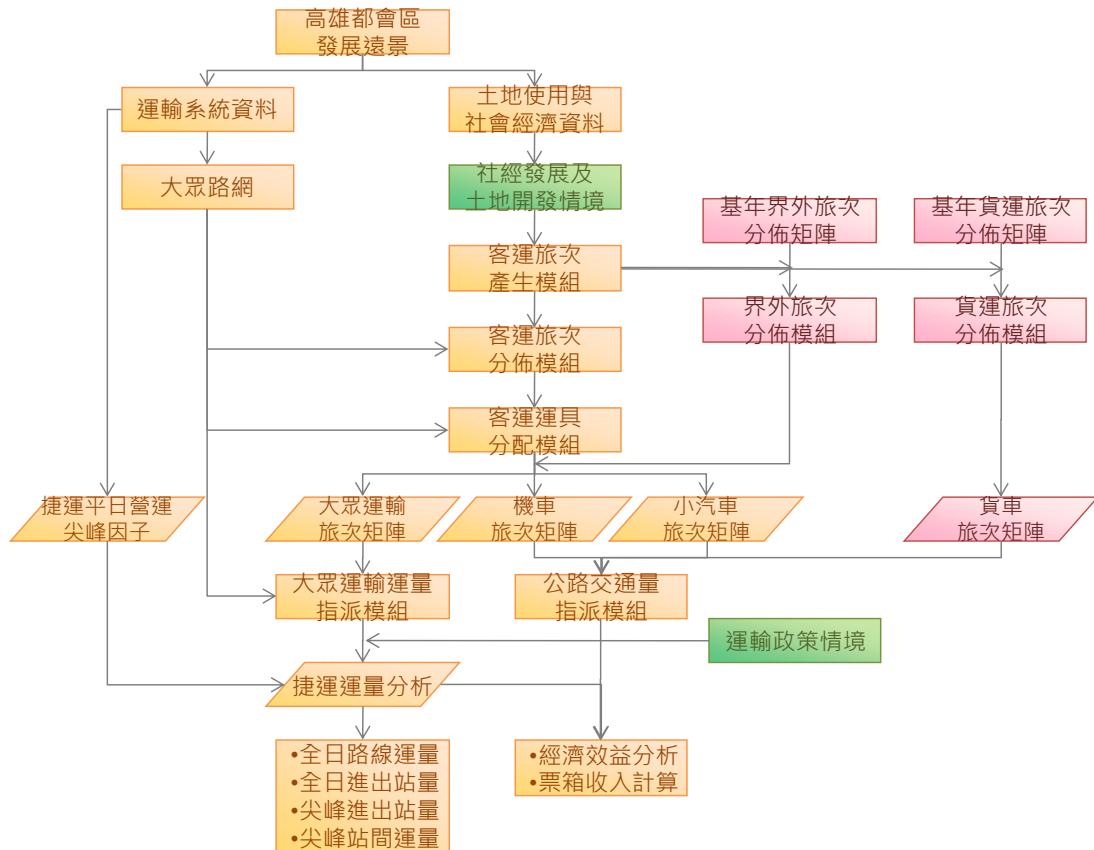 高雄都會區
發展遠景
運輸系統資料
土地使用與
社會經濟資料
大眾路網
社經發展及
土地開發情境
基年界外旅次
分佈矩陣
基年貨運旅次
分佈矩陣
客運旅次
產生模組
客運旅次
分佈模組
界外旅次
分佈模組
貨運旅次
分佈模組
客運運具
分配模組
捷運平日營運
尖峰因子
大眾運輸
旅次矩陣
機車
旅次矩陣
小汽車
旅次矩陣
貨車
旅次矩陣
大眾運輸運量
指派模組
公路交通量
指派模組
運輸政策情境
捷運運量分析
•全日路線運量
•全日進出站量
•尖峰進出站量
•尖峰站間運量
•經濟效益分析
•票箱收入計算